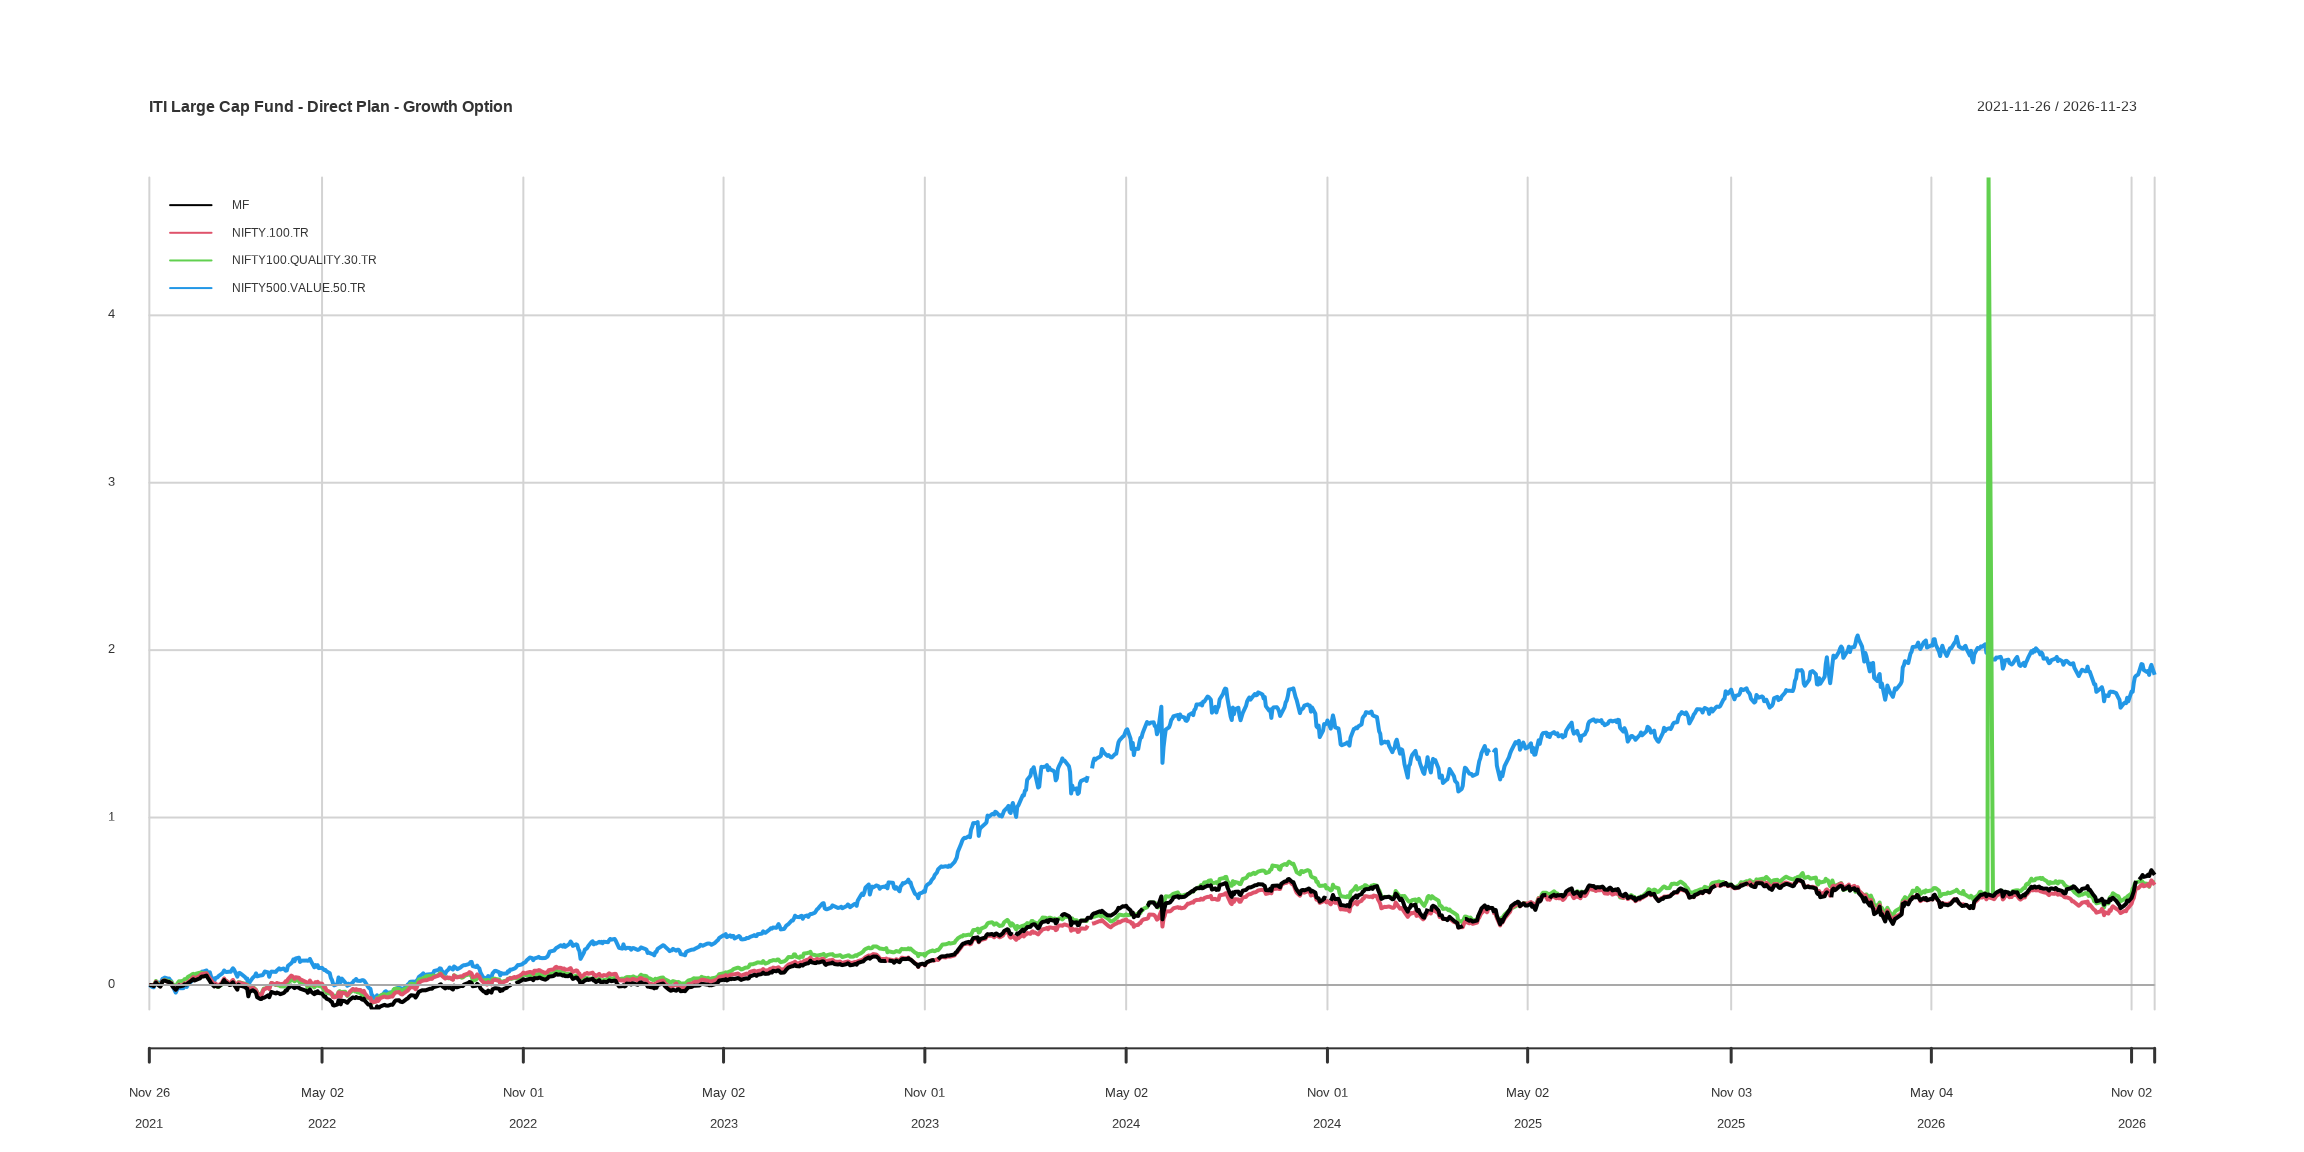 ITI Large Cap Fund - Direct Plan - Growth Option
2021-11-26 / 2026-11-23
MF
NIFTY.100.TR
NIFTY100.QUALITY.30.TR
NIFTY500.VALUE.50.TR
4
3
2
1
0
Nov 26 May 02 Nov 01 May 02 Nov 01 May 02 Nov 01 May 02 Nov 03 May 04 Nov 02
2021 2022 2022 2023 2023 2024 2024 2025 2025 2026 2026